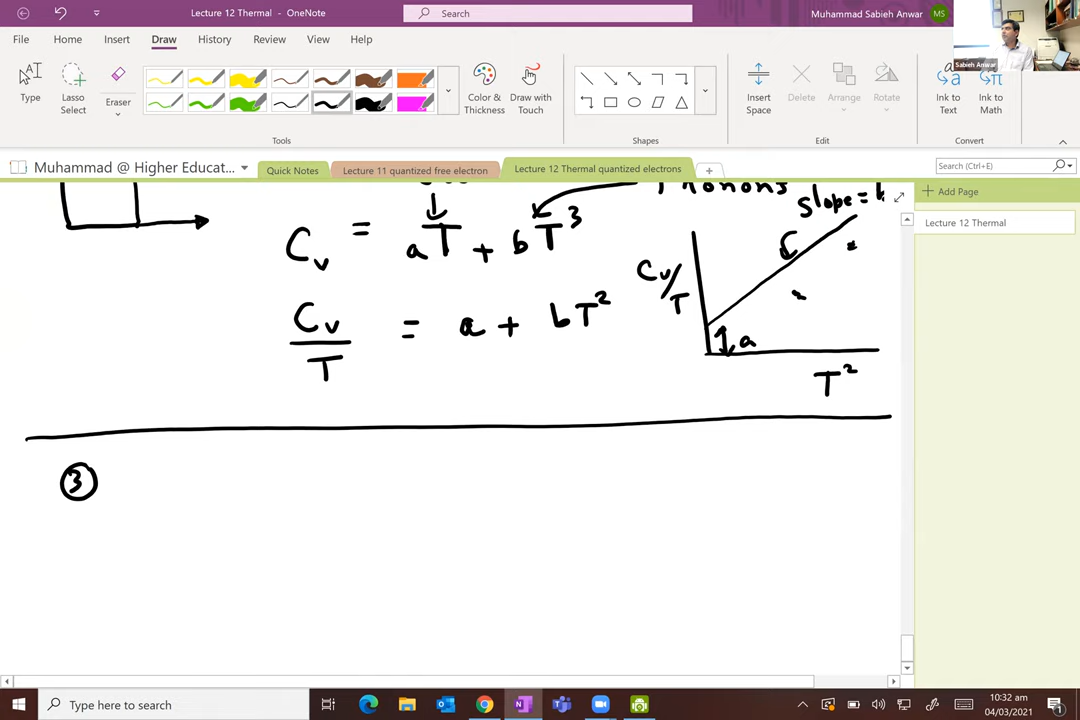 Lecture 12 Thermal - OneNote
Search
Muhammad Sabieh Anwar
MS
File
Home
Insert
Draw
History
Review
View
Help
Sabieh Anwar
Type
Lasso Select
Eraser
Color & Thickness
Draw with Touch
Insert Space
Delete
Arrange
Rotate
Ink to Text
Ink to Math
Tools
Shapes
Edit
Convert
Muhammad @ Higher Educat...
Quick Notes
Lecture 11 quantized free electron
Lecture 12 Thermal quantized electrons
Search (Ctrl+E)
Add Page
Lecture 12 Thermal
Phonons
slope =
Cv = aT + bT³
Cv/T
a
T²
Cv/T = a + bT²
3
Type here to search
10:32 am
04/03/2021